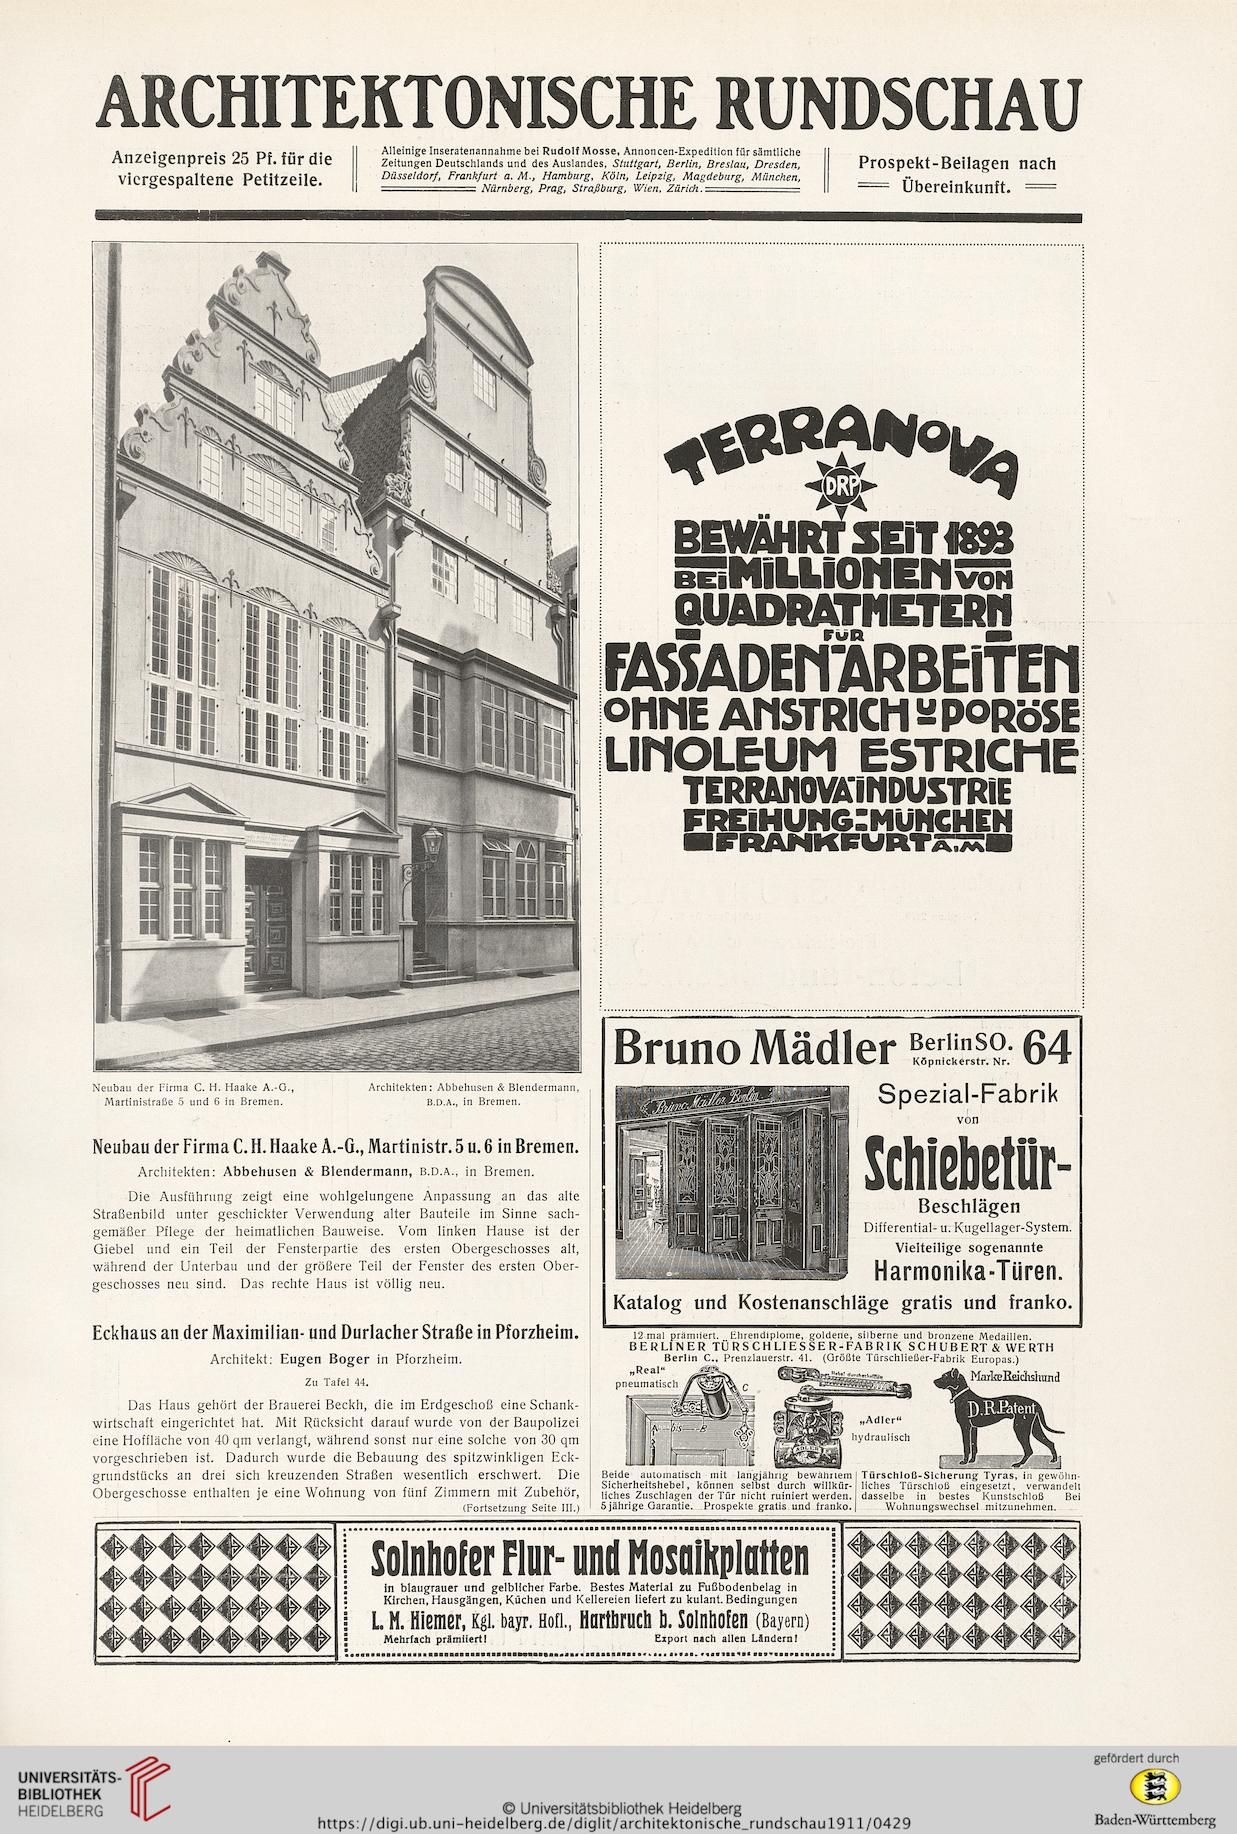 ARCHITEKTONISCHE RUNDSCHAU
Anzeigenpreis 25 Pf. für die
viergespaltene Petitzeile.
Alleinige Inseratenannahme bei Rudolf Mosse, Annoncen-Expedition für sämtliche
Zeitungen Deutschlands und des Auslandes, Stuttgart, Berlin, Breslau, Dresden,
Düsseldorf, Frankfurt a. M., Hamburg, Köln, Leipzig, Magdeburg, München,
Nürnberg, Prag, Straßburg, Wien, Zürich.
Prospekt-Beilagen nach
Übereinkunft.
Neubau der Firma C. H. Haake A.-G.,
Martinistraße 5 und 6 in Bremen.
Architekten: Abbehusen & Blendermann,
B.D.A., in Bremen.
Neubau der Firma C. H. Haake A.-G., Martinistr. 5 u. 6 in Bremen.
Architekten: Abbehusen & Blendermann, B.D.A., in Bremen.
Die Ausführung zeigt eine wohlgelungene Anpassung an das alte
Straßenbild unter geschickter Verwendung alter Bauteile im Sinne sach-
gemäßer Pflege der heimatlichen Bauweise. Vom linken Hause ist der
Giebel und ein Teil der Fensterpartie des ersten Obergeschosses alt,
während der Unterbau und der größere Teil der Fenster des ersten Ober-
geschosses neu sind. Das rechte Haus ist völlig neu.
Eckhaus an der Maximilian- und Durlacher Straße in Pforzheim.
Architekt: Eugen Boger in Pforzheim.
Zu Tafel 44.
Das Haus gehört der Brauerei Beckh, die im Erdgeschoß eine Schank-
wirtschaft eingerichtet hat. Mit Rücksicht darauf wurde von der Baupolizei
eine Hoffläche von 40 qm verlangt, während sonst nur eine solche von 30 qm
vorgeschrieben ist. Dadurch wurde die Bebauung des spitzwinkligen Eck-
grundstücks an drei sich kreuzenden Straßen wesentlich erschwert. Die
Obergeschosse enthalten je eine Wohnung von fünf Zimmern mit Zubehör,
(Fortsetzung Seite III.)
TERRANOVA
DRP
BEWÄHRT SEIT 1893
BEI MILLIONEN VON
QUADRATMETERN
FÜR
FASSADEN-ARBEITEN
OHNE ANSTRICH U PORÖSE
LINOLEUM ESTRICHE
TERRANOVA-INDUSTRIE
FREIHUNG-MÜNCHEN
FRANKFURT A.M
Bruno Mädler Berlin SO. Köpnickerstr. Nr. 64
Bruno Mädler Berlin
Spezial-Fabrik
von
Schiebetür-
Beschlägen
Differential- u. Kugellager-System.
Vielteilige sogenannte
Harmonika-Türen.
Katalog und Kostenanschläge gratis und franko.
12 mal prämiiert. Ehrendiplome, goldene, silberne und bronzene Medaillen.
BERLINER TÜRSCHLIESSER-FABRIK SCHUBERT & WERTH
Berlin C., Prenzlauerstr. 41. (Größte Türschließer-Fabrik Europas.)
„Real“
pneumatisch
C
A
B
„Adler“
hydraulisch
ADLER
Marke Reichshund
D.R.Patent
Beide automatisch mit langjährig bewährtem
Sicherheitshebel, können selbst durch willkür-
liches Zuschlagen der Tür nicht ruiniert werden.
5 jährige Garantie. Prospekte gratis und franko.
Türschloß-Sicherung Tyras, in gewöhn-
liches Türschloß eingesetzt, verwandelt
dasselbe in bestes Kunstschloß Bei
Wohnungswechsel mitzunehmen.
Solnhofer Flur- und Mosaikplatten
in blaugrauer und gelblicher Farbe. Bestes Material zu Fußbodenbelag in
Kirchen, Hausgängen, Küchen und Kellereien liefert zu kulant. Bedingungen
L. M. Hiemer, Kgl. bayr. Hofl., Hartbruch b. Solnhofen (Bayern)
Mehrfach prämiiert! Export nach allen Ländern!
UNIVERSITÄTS-
BIBLIOTHEK
HEIDELBERG
© Universitätsbibliothek Heidelberg
https://digi.ub.uni-heidelberg.de/diglit/architektonische_rundschau1911/0429
gefördert durch
Baden-Württemberg